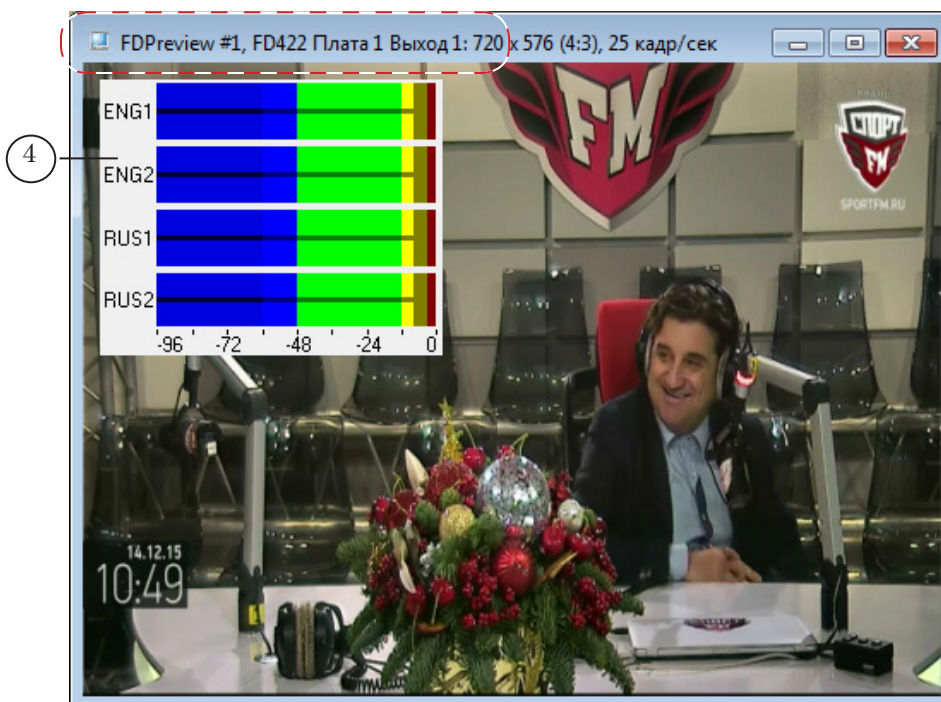 FDPreview #1, FD422 Плата 1 Выход 1: 720 x 576 (4:3), 25 кадр/сек
4
ENG1
ENG2
RUS1
RUS2
-96 -72 -48 -24 0
FM
РАДИО
СПОРТ
FM
SPORTFM.RU
14.12.15
10:49